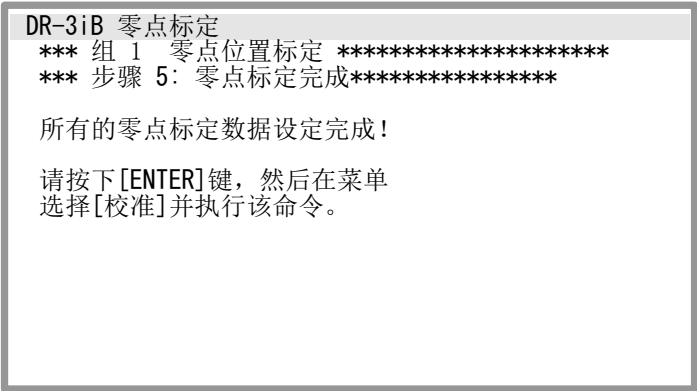 DR-3iB 零点标定
*** 组 1  零点位置标定 *********************
*** 步骤 5: 零点标定完成****************
所有的零点标定数据设定完成!
请按下[ENTER]键, 然后在菜单
选择[校准]并执行该命令。